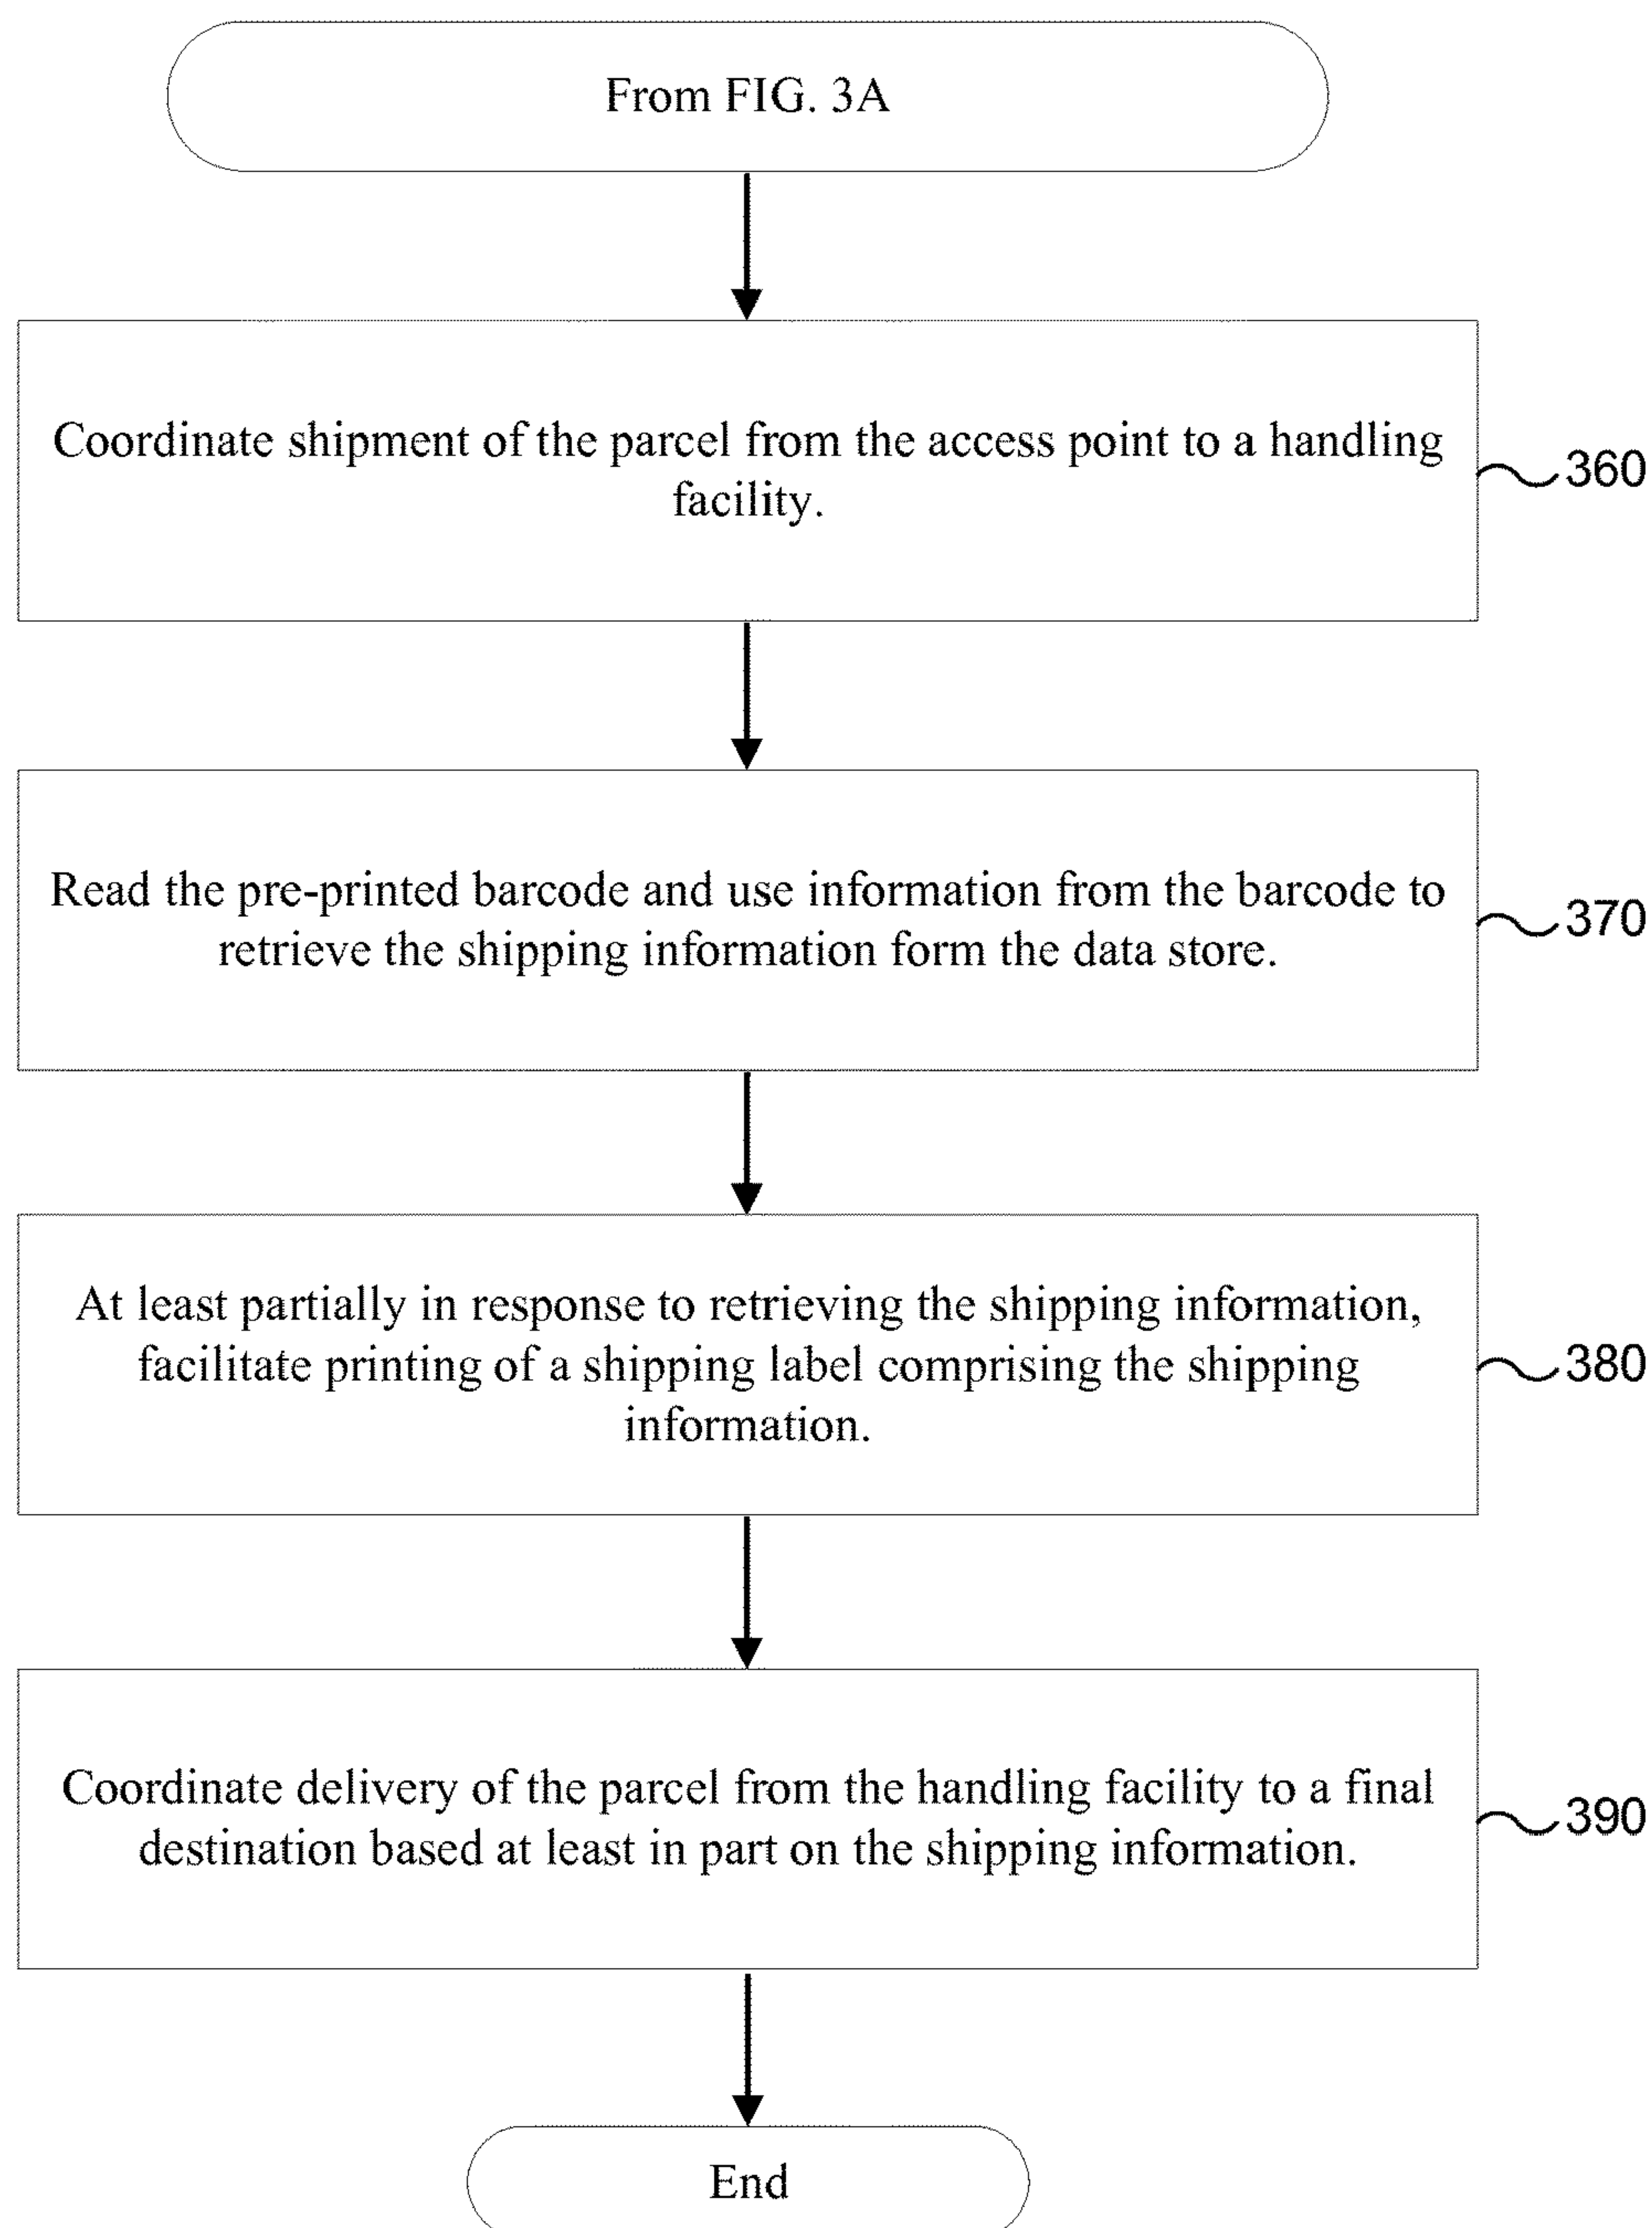 From FIG. 3A
Coordinate shipment of the parcel from the access point to a handling
facility.
360
Read the pre-printed barcode and use information from the barcode to
retrieve the shipping information form the data store.
370
At least partially in response to retrieving the shipping information,
facilitate printing of a shipping label comprising the shipping
information.
380
Coordinate delivery of the parcel from the handling facility to a final
destination based at least in part on the shipping information.
390
End